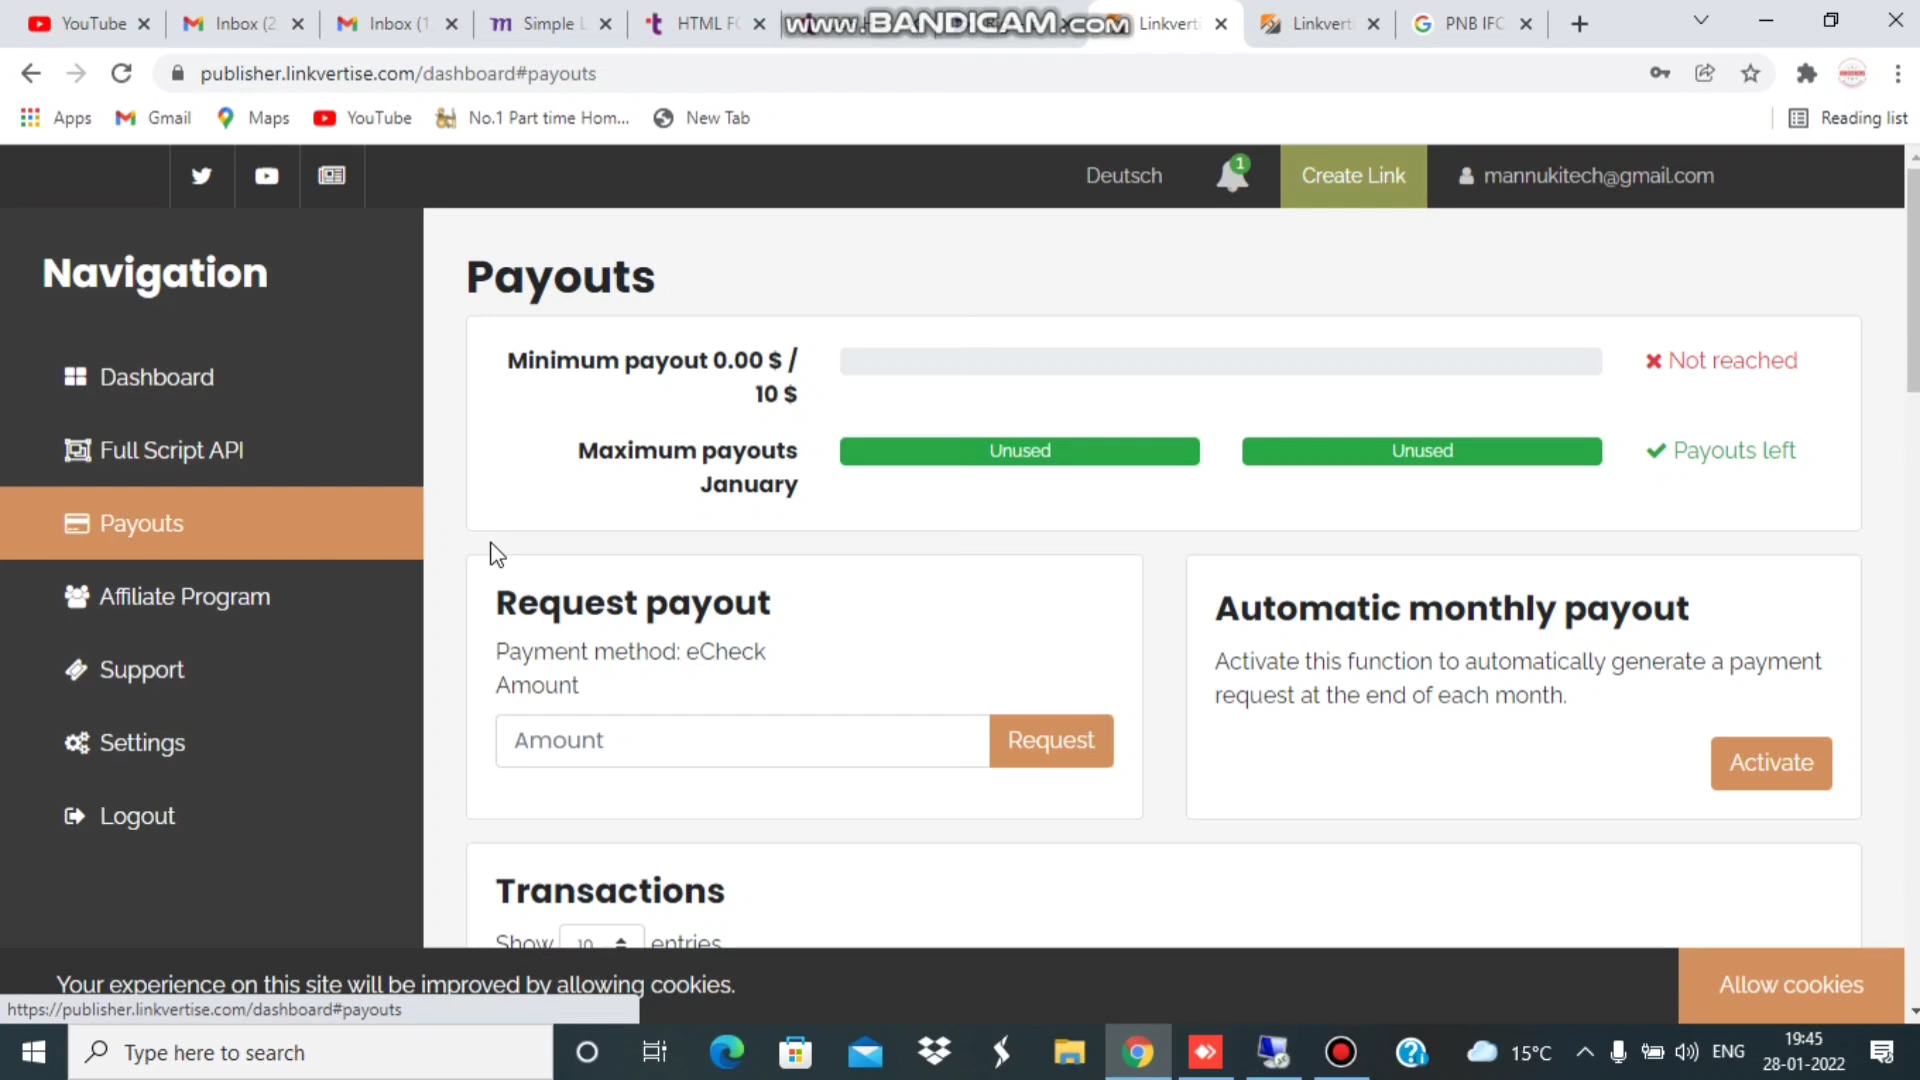 YouTube
Inbox (2
Inbox (1
Simple L
HTML FO
www.BANDICAM.com
Linkvert
Linkvert
PNB IFC
publisher.linkvertise.com/dashboard#payouts
Apps
Gmail
Maps
YouTube
No.1 Part time Hom...
New Tab
Reading list
Deutsch
1
Create Link
mannukitech@gmail.com
Navigation
Dashboard
Full Script API
Payouts
Affiliate Program
Support
Settings
Logout
Payouts
Minimum payout 0.00 $ /
10 $
Not reached
Maximum payouts
January
Unused
Unused
Payouts left
Request payout
Payment method: eCheck
Amount
Amount
Request
Automatic monthly payout
Activate this function to automatically generate a payment
request at the end of each month.
Activate
Transactions
Show 10 entries
Your experience on this site will be improved by allowing cookies.
Allow cookies
https://publisher.linkvertise.com/dashboard#payouts
Type here to search
15°C
ENG
19:45
28-01-2022